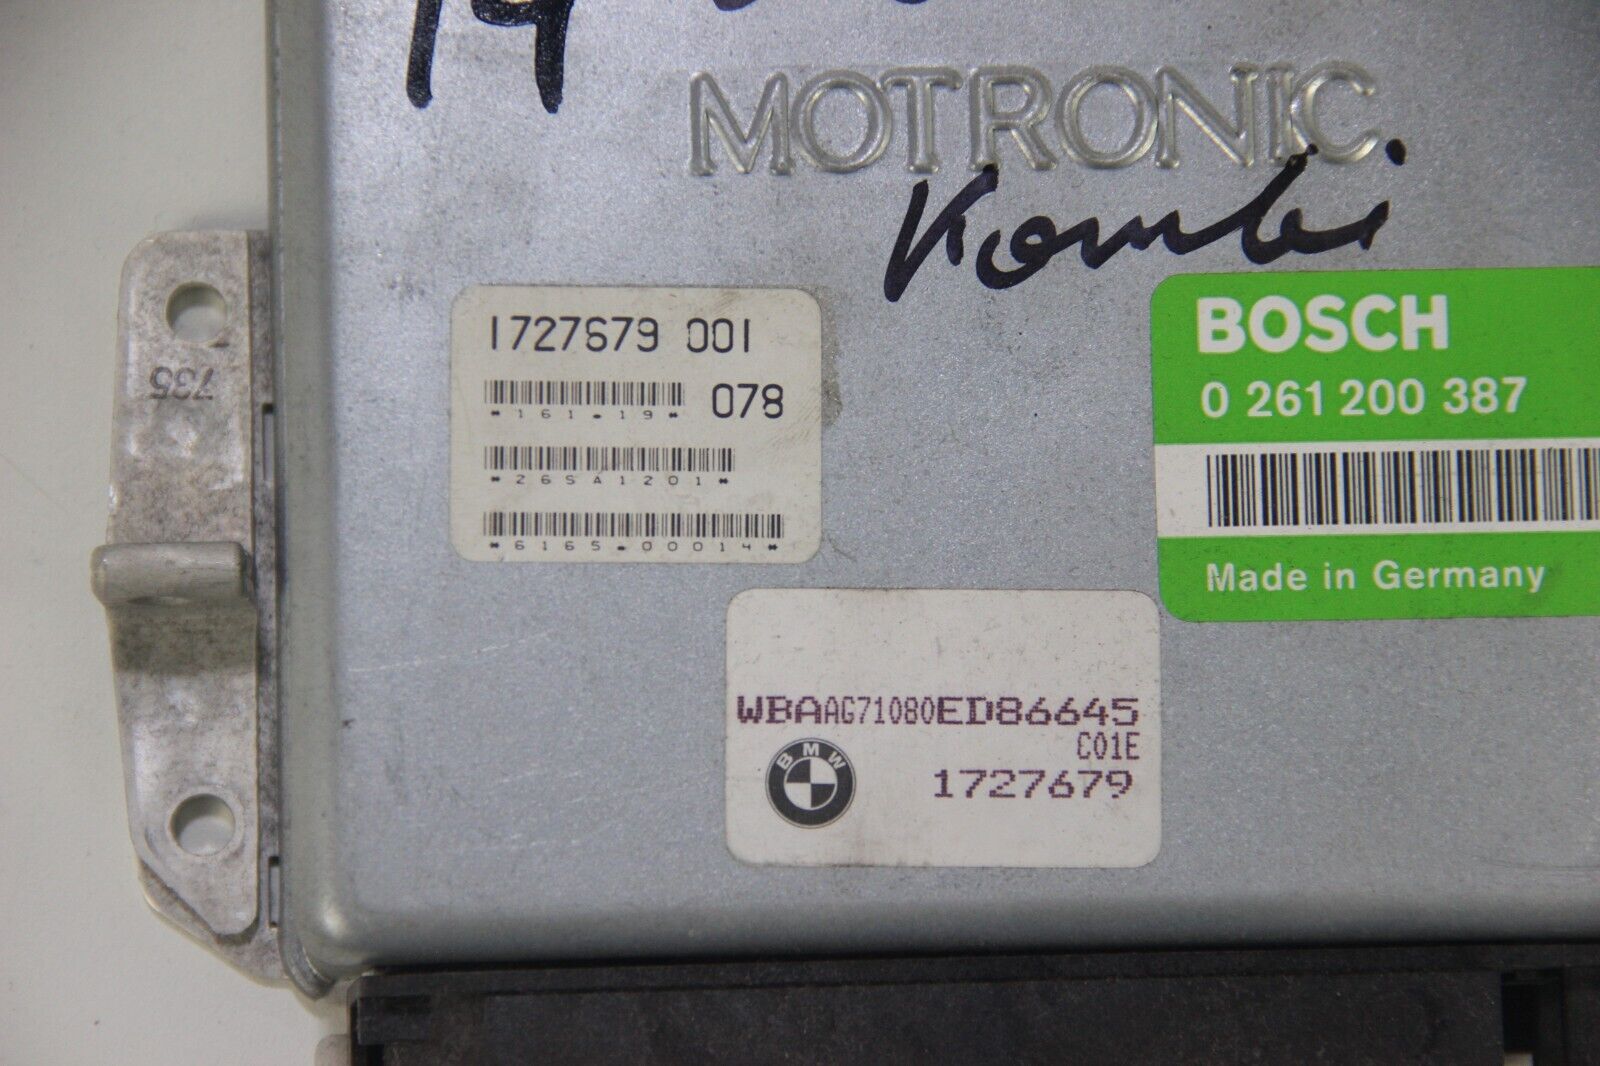 MOTRONIC
Kombi
1727679 001
*161.19* 078
*265A1201*
*6165.00014*
BOSCH
0 261 200 387
Made in Germany
735
WBAAG71080ED86645
C01E
BMW
1727679